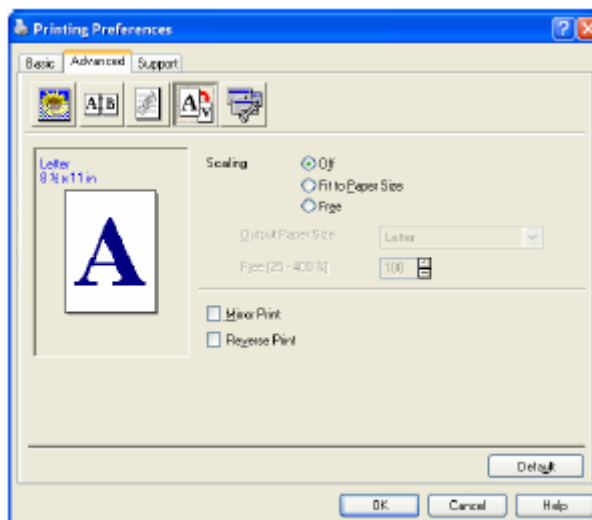 Printing Preferences
Basic Advanced Support
A B
A
Letter
8 ½ x 11 in
A
Scaling
Off
Fit to Paper Size
Free
Output Paper Size Letter
Free [25 - 400 %] 100
Mirror Print
Reverse Print
Default
OK Cancel Help